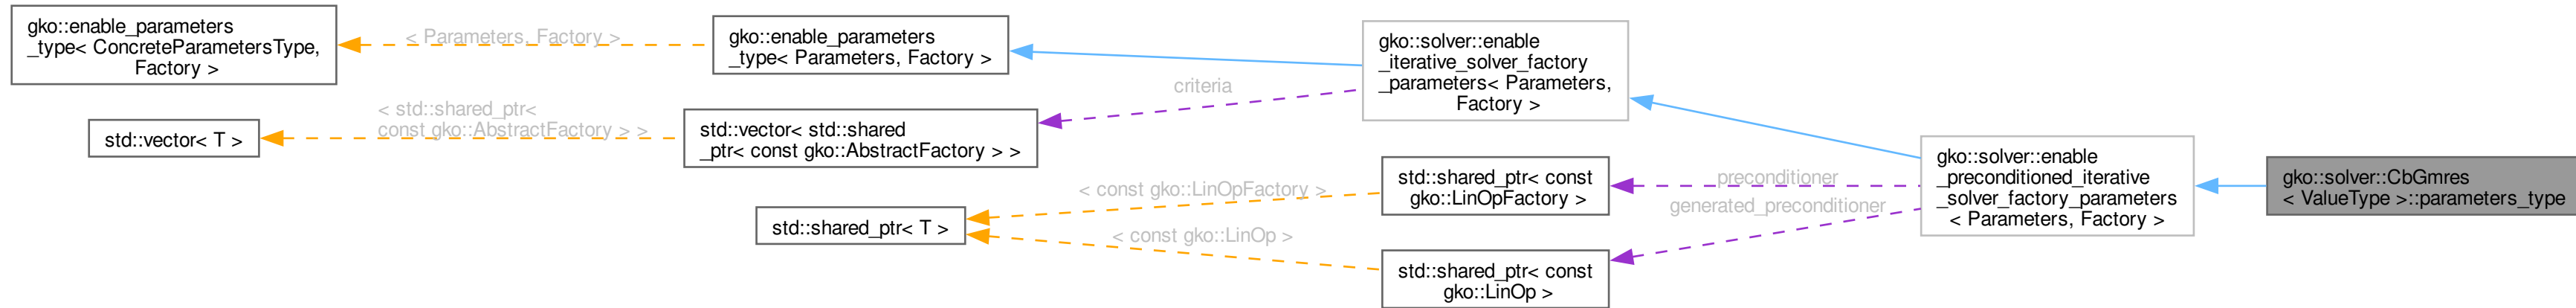 gko::enable_parameters
_type< ConcreteParametersType,
Factory >
< Parameters, Factory >
gko::enable_parameters
_type< Parameters, Factory >
gko::solver::enable
_iterative_solver_factory
_parameters< Parameters,
Factory >
criteria
std::vector< T >
< std::shared_ptr<
const gko::AbstractFactory > >
std::vector< std::shared
_ptr< const gko::AbstractFactory > >
std::shared_ptr< T >
< const gko::LinOpFactory >
< const gko::LinOp >
std::shared_ptr< const
gko::LinOpFactory >
std::shared_ptr< const
gko::LinOp >
preconditioner
generated_preconditioner
gko::solver::enable
_preconditioned_iterative
_solver_factory_parameters
< Parameters, Factory >
gko::solver::CbGmres
< ValueType >::parameters_type